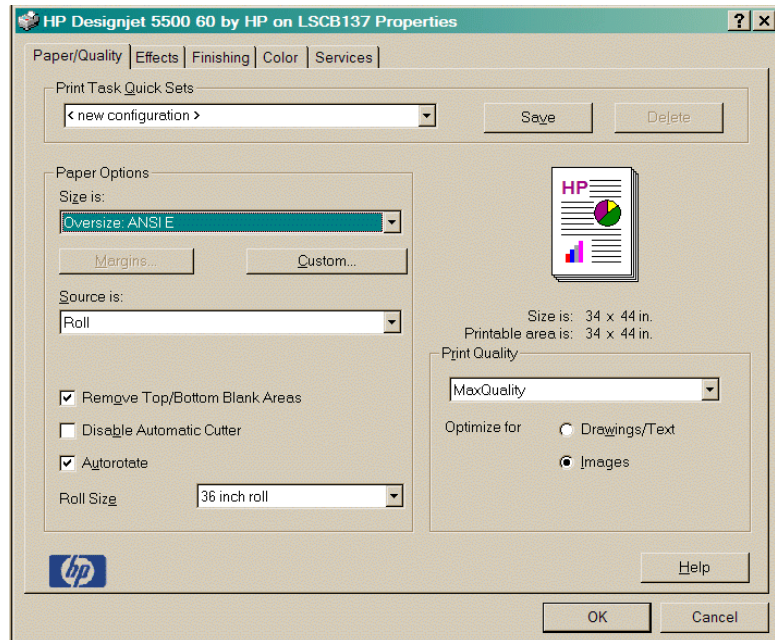 HP Designjet 5500 60 by HP on LSCB137 Properties
? ×
Paper/Quality Effects Finishing Color Services
Print Task Quick Sets
< new configuration > Save Delete
Paper Options
Size is:
Oversize: ANSI E
Margins... Custom...
Source is:
Roll
Remove Top/Bottom Blank Areas
Disable Automatic Cutter
Autorotate
Roll Size 36 inch roll
HP
Size is: 34 x 44 in.
Printable area is: 34 x 44 in.
Print Quality
MaxQuality
Optimize for Drawings/Text
Images
hp
Help
OK Cancel